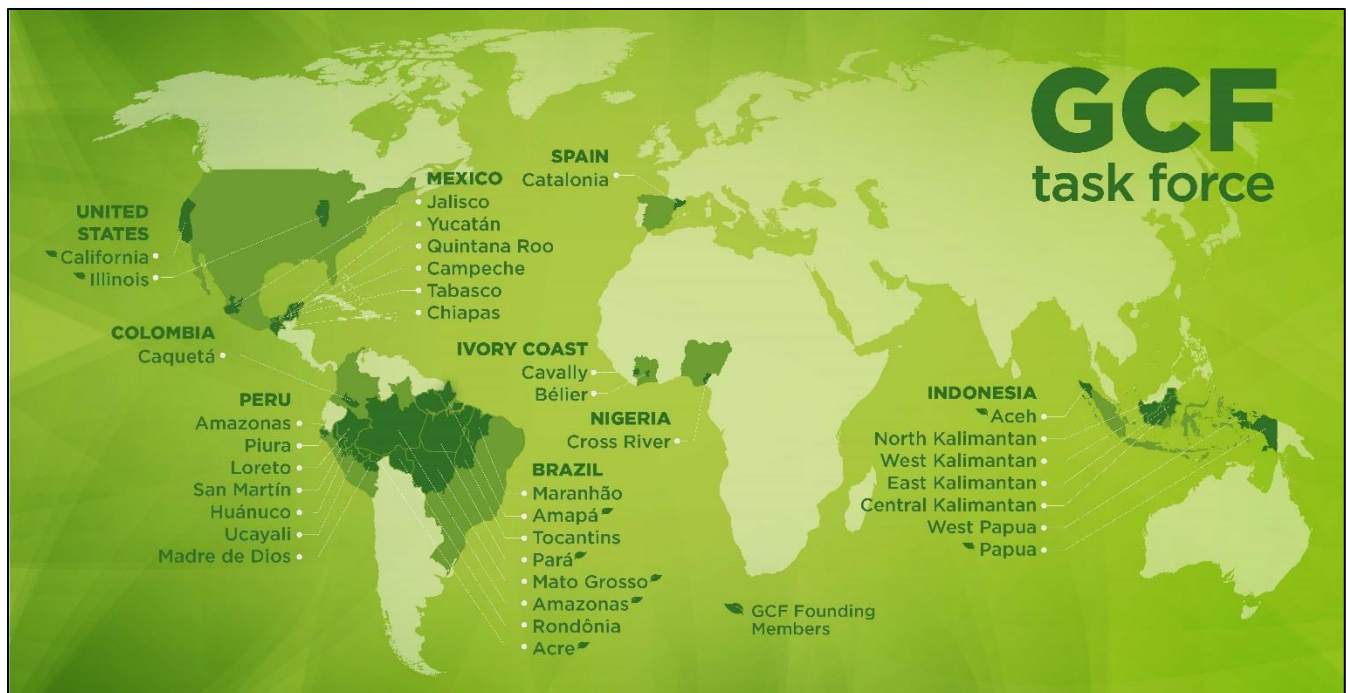 GCF
task force
UNITED
STATES
California
Illinois
MEXICO
Jalisco
Yucatán
Quintana Roo
Campeche
Tabasco
Chiapas
SPAIN
Catalonia
COLOMBIA
Caquetá
PERU
Amazonas
Piura
Loreto
San Martín
Huánuco
Ucayali
Madre de Dios
IVORY COAST
Cavally
Bélier
NIGERIA
Cross River
BRAZIL
Maranhão
Amapá
Tocantins
Pará
Mato Grosso
Amazonas
Rondônia
Acre
INDONESIA
Aceh
North Kalimantan
West Kalimantan
East Kalimantan
Central Kalimantan
West Papua
Papua
GCF Founding
Members